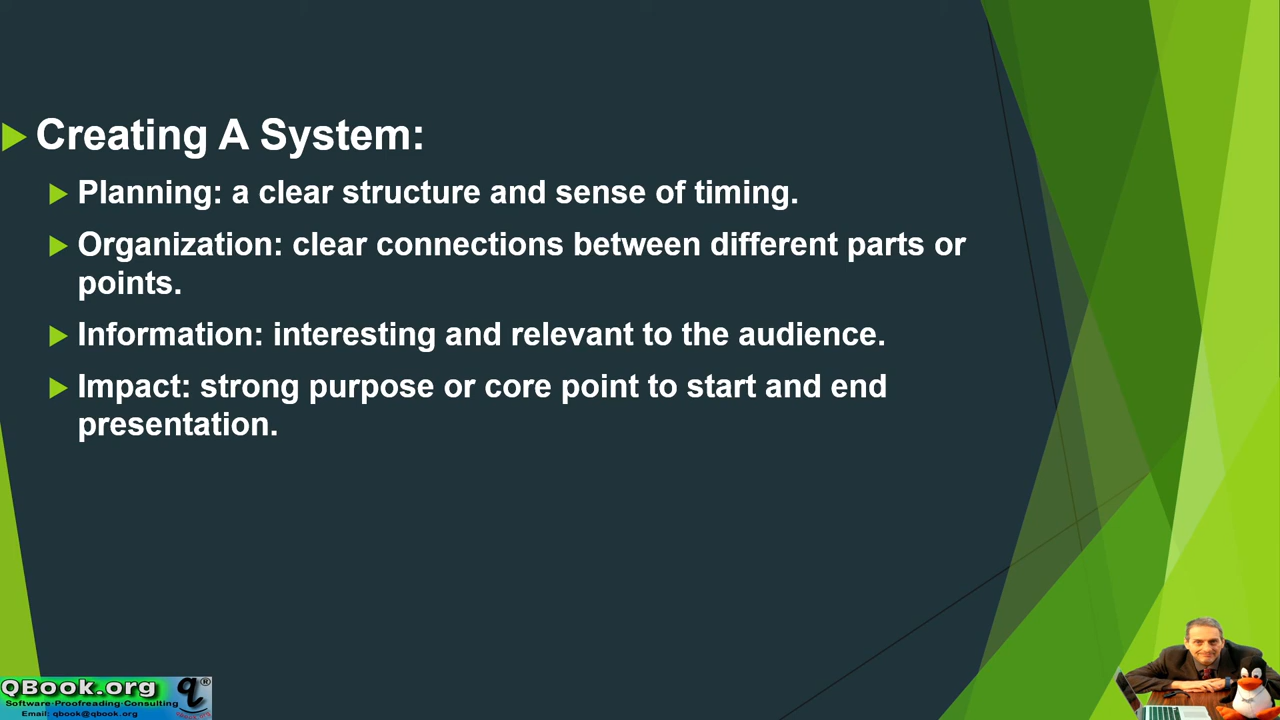 Creating A System:
Planning: a clear structure and sense of timing.
Organization: clear connections between different parts or
points.
Information: interesting and relevant to the audience.
Impact: strong purpose or core point to start and end
presentation.
QBook.org
q®
Software·Proofreading·Consulting
Email: qbook@qbook.org